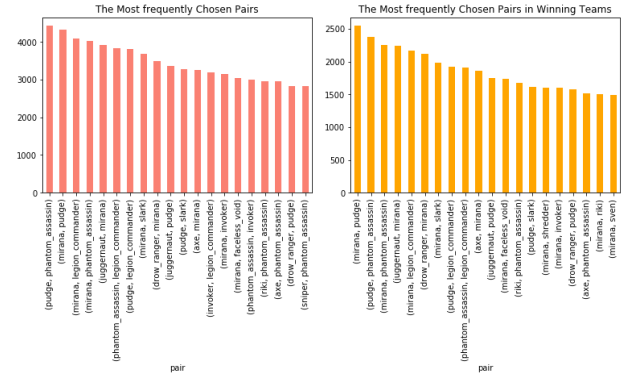 The Most frequently Chosen Pairs
4000
3000
2000
1000
0
(pudge, phantom_assassin)
(mirana, pudge)
(mirana, legion_commander)
(mirana, phantom_assassin)
(juggernaut, mirana)
(phantom_assassin, legion_commander)
(pudge, legion_commander)
(mirana, slark)
(drow_ranger, mirana)
(juggernaut, pudge)
(pudge, slark)
(axe, mirana)
(invoker, legion_commander)
(mirana, invoker)
(mirana, faceless_void)
(phantom_assassin, invoker)
(riki, phantom_assassin)
(axe, phantom_assassin)
(drow_ranger, pudge)
(sniper, phantom_assassin)
pair
The Most frequently Chosen Pairs in Winning Teams
2500
2000
1500
1000
500
0
(mirana, pudge)
(pudge, phantom_assassin)
(mirana, phantom_assassin)
(juggernaut, mirana)
(mirana, legion_commander)
(drow_ranger, mirana)
(mirana, slark)
(pudge, legion_commander)
(phantom_assassin, legion_commander)
(axe, mirana)
(juggernaut, pudge)
(mirana, faceless_void)
(riki, phantom_assassin)
(pudge, slark)
(mirana, shredder)
(mirana, invoker)
(drow_ranger, pudge)
(axe, phantom_assassin)
(mirana, riki)
(mirana, sven)
pair